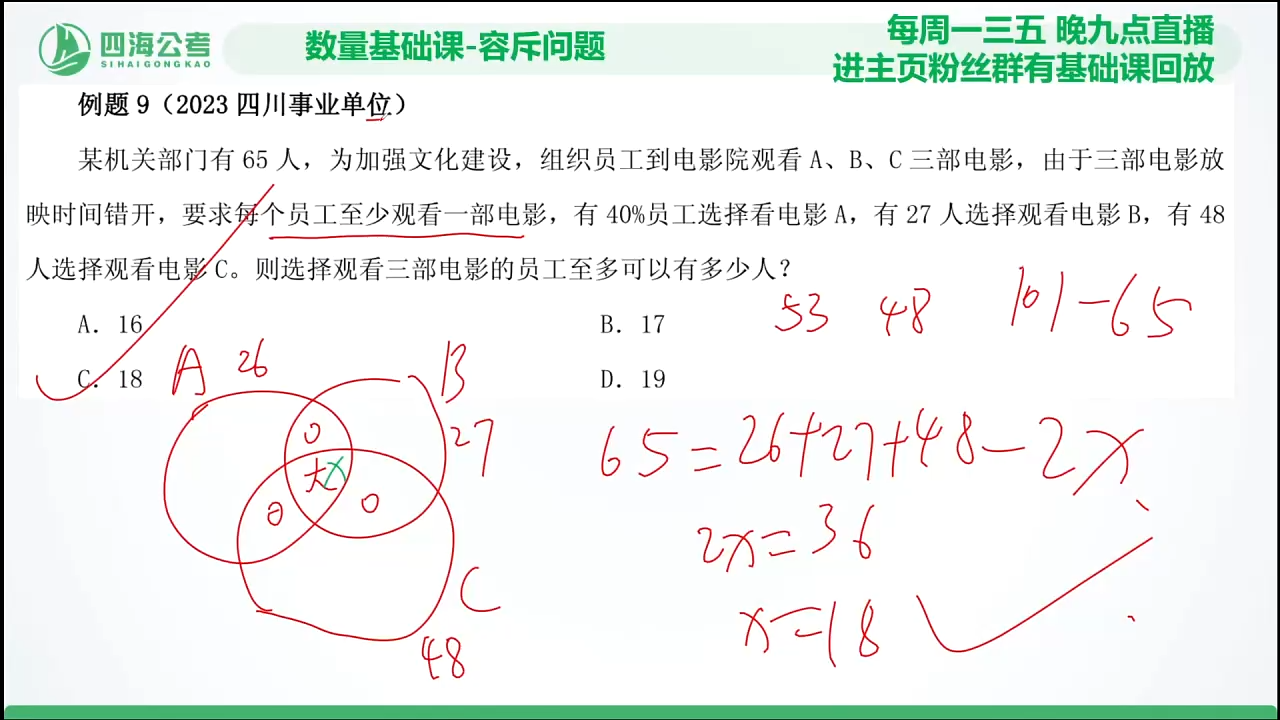 四海公考
SIHAIGONGKAO
数量基础课-容斥问题
每周一三五 晚九点直播
进主页粉丝群有基础课回放
例题 9（2023 四川事业单位）
某机关部门有 65 人，为加强文化建设，组织员工到电影院观看 A、B、C 三部电影，由于三部电影放
映时间错开，要求每个员工至少观看一部电影，有 40%员工选择看电影 A，有 27 人选择观看电影 B，有 48
人选择观看电影 C。则选择观看三部电影的员工至多可以有多少人？
A. 16
B. 17
C. 18
D. 19
53 48 101-65
A 26
B
27
0
大x
0
0
C
48
65=26+27+48-2x
2x=36
x=18